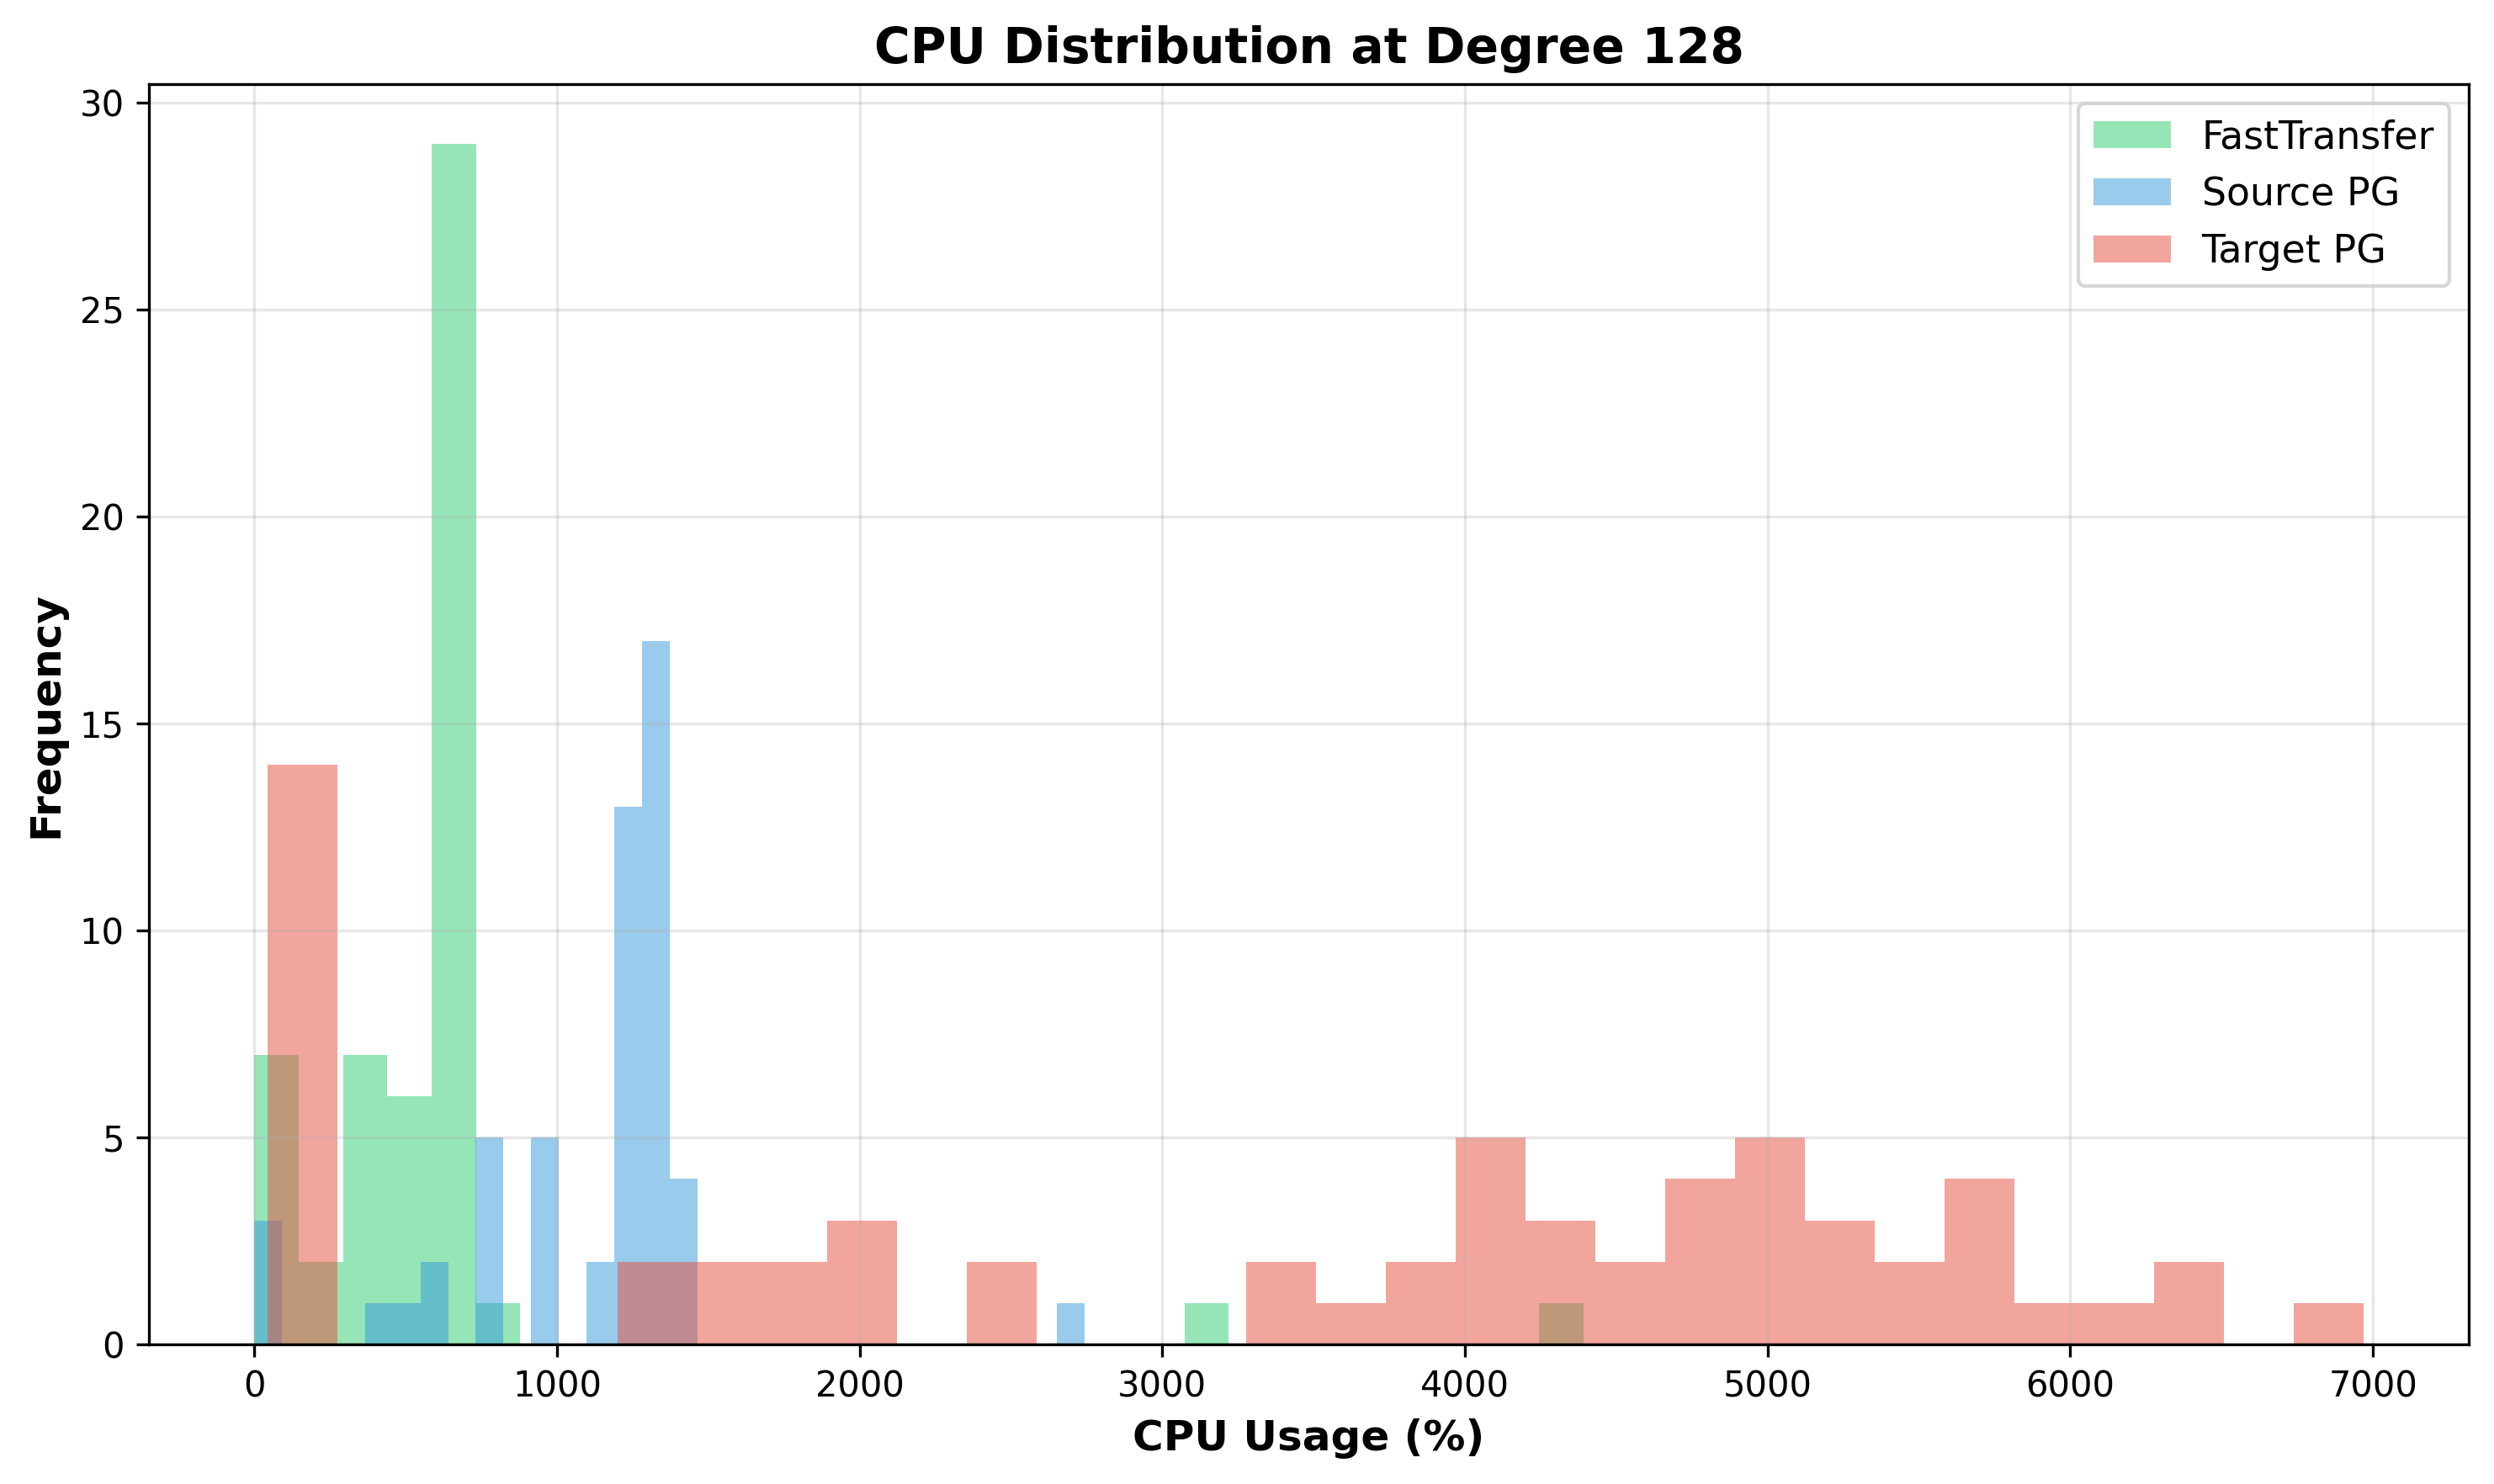 CPU Distribution at Degree 128
FastTransfer
Source PG
Target PG
Frequency
30
25
20
15
10
5
0
0 1000 2000 3000 4000 5000 6000 7000
CPU Usage (%)